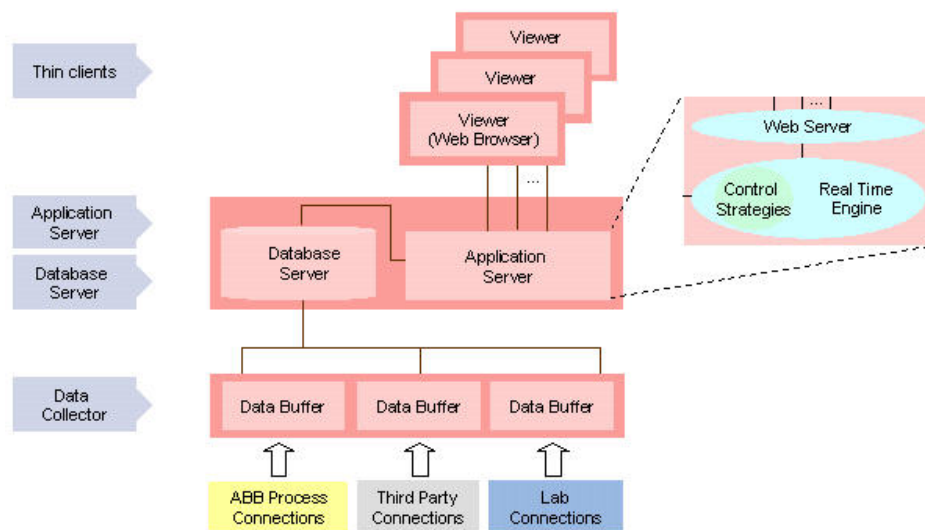 Thin clients
Viewer
Viewer
Viewer
(Web Browser)
...
Web Server
Control
Strategies
Real Time
Engine
...
Application
Server
Database
Server
Database
Server
Application
Server
Data
Collector
Data Buffer
Data Buffer
Data Buffer
ABB Process
Connections
Third Party
Connections
Lab
Connections